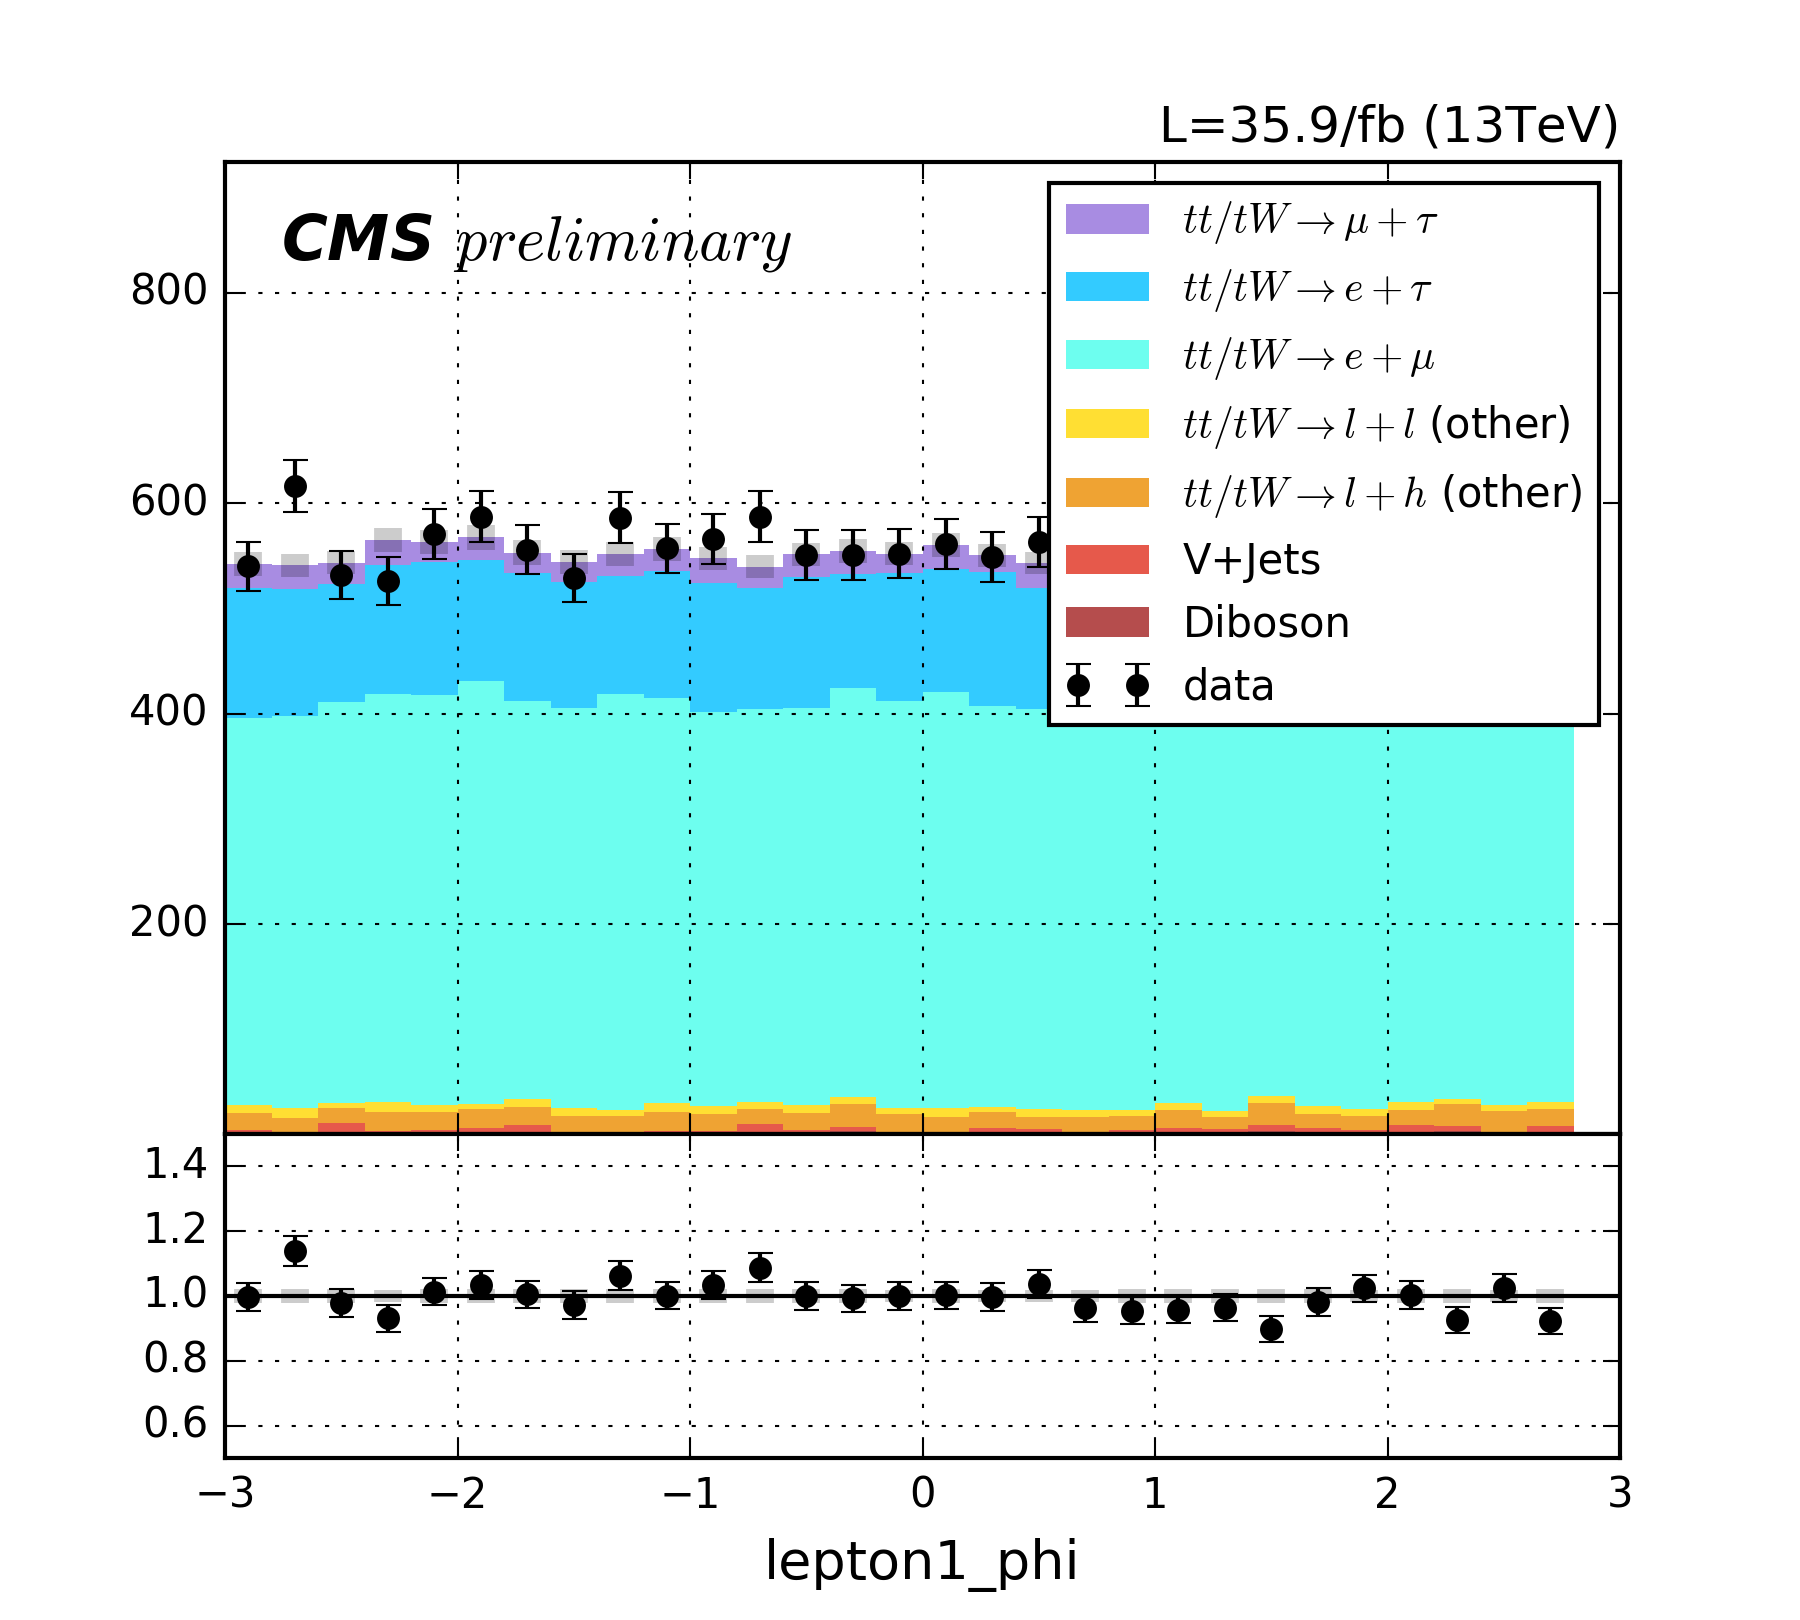 L=35.9/fb (13TeV)
CMS preliminary
tt/tW → μ + τ
tt/tW → e + τ
tt/tW → e + μ
tt/tW → l + l (other)
tt/tW → l + h (other)
V+Jets
Diboson
data
800
600
400
200
1.4
1.2
1.0
0.8
0.6
−3 −2 −1 0 1 2 3
lepton1_phi